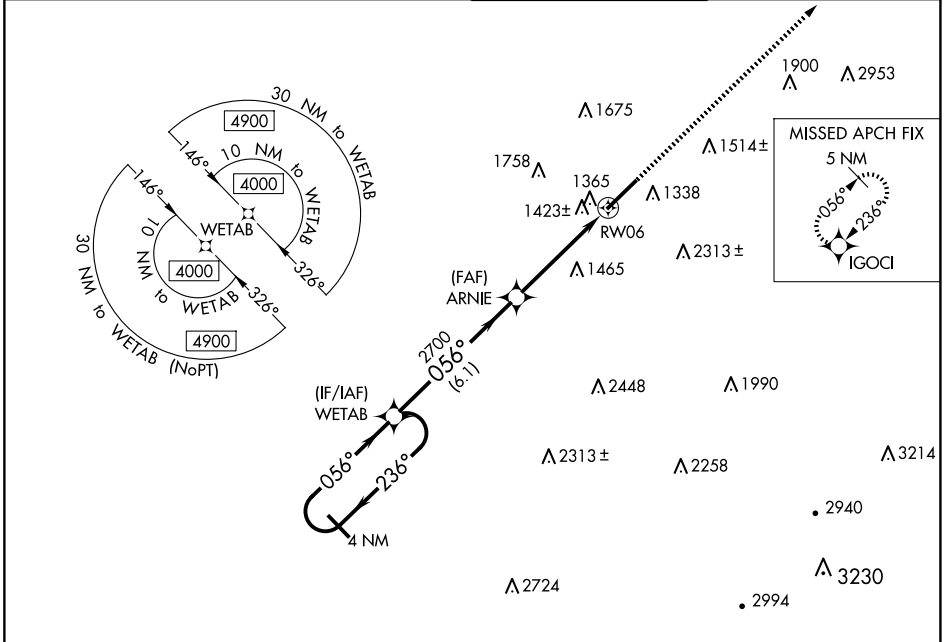 30 NM to WETAB
4900
146°
10 NM to WETAB
4000
WETAB
326°
146°
10 NM to WETAB
4000
326°
4900
30 NM to WETAB (NoPT)
1900
2953
1675
1514±
1758
1365
1423±
1338
RW06
2313±
1465
MISSED APCH FIX
5 NM
056°
236°
IGOCI
(FAF)
ARNIE
2700
056°
(6.1)
(IF/IAF)
WETAB
056°
236°
4 NM
2448
1990
2313±
2258
3214
2940
3230
2724
2994